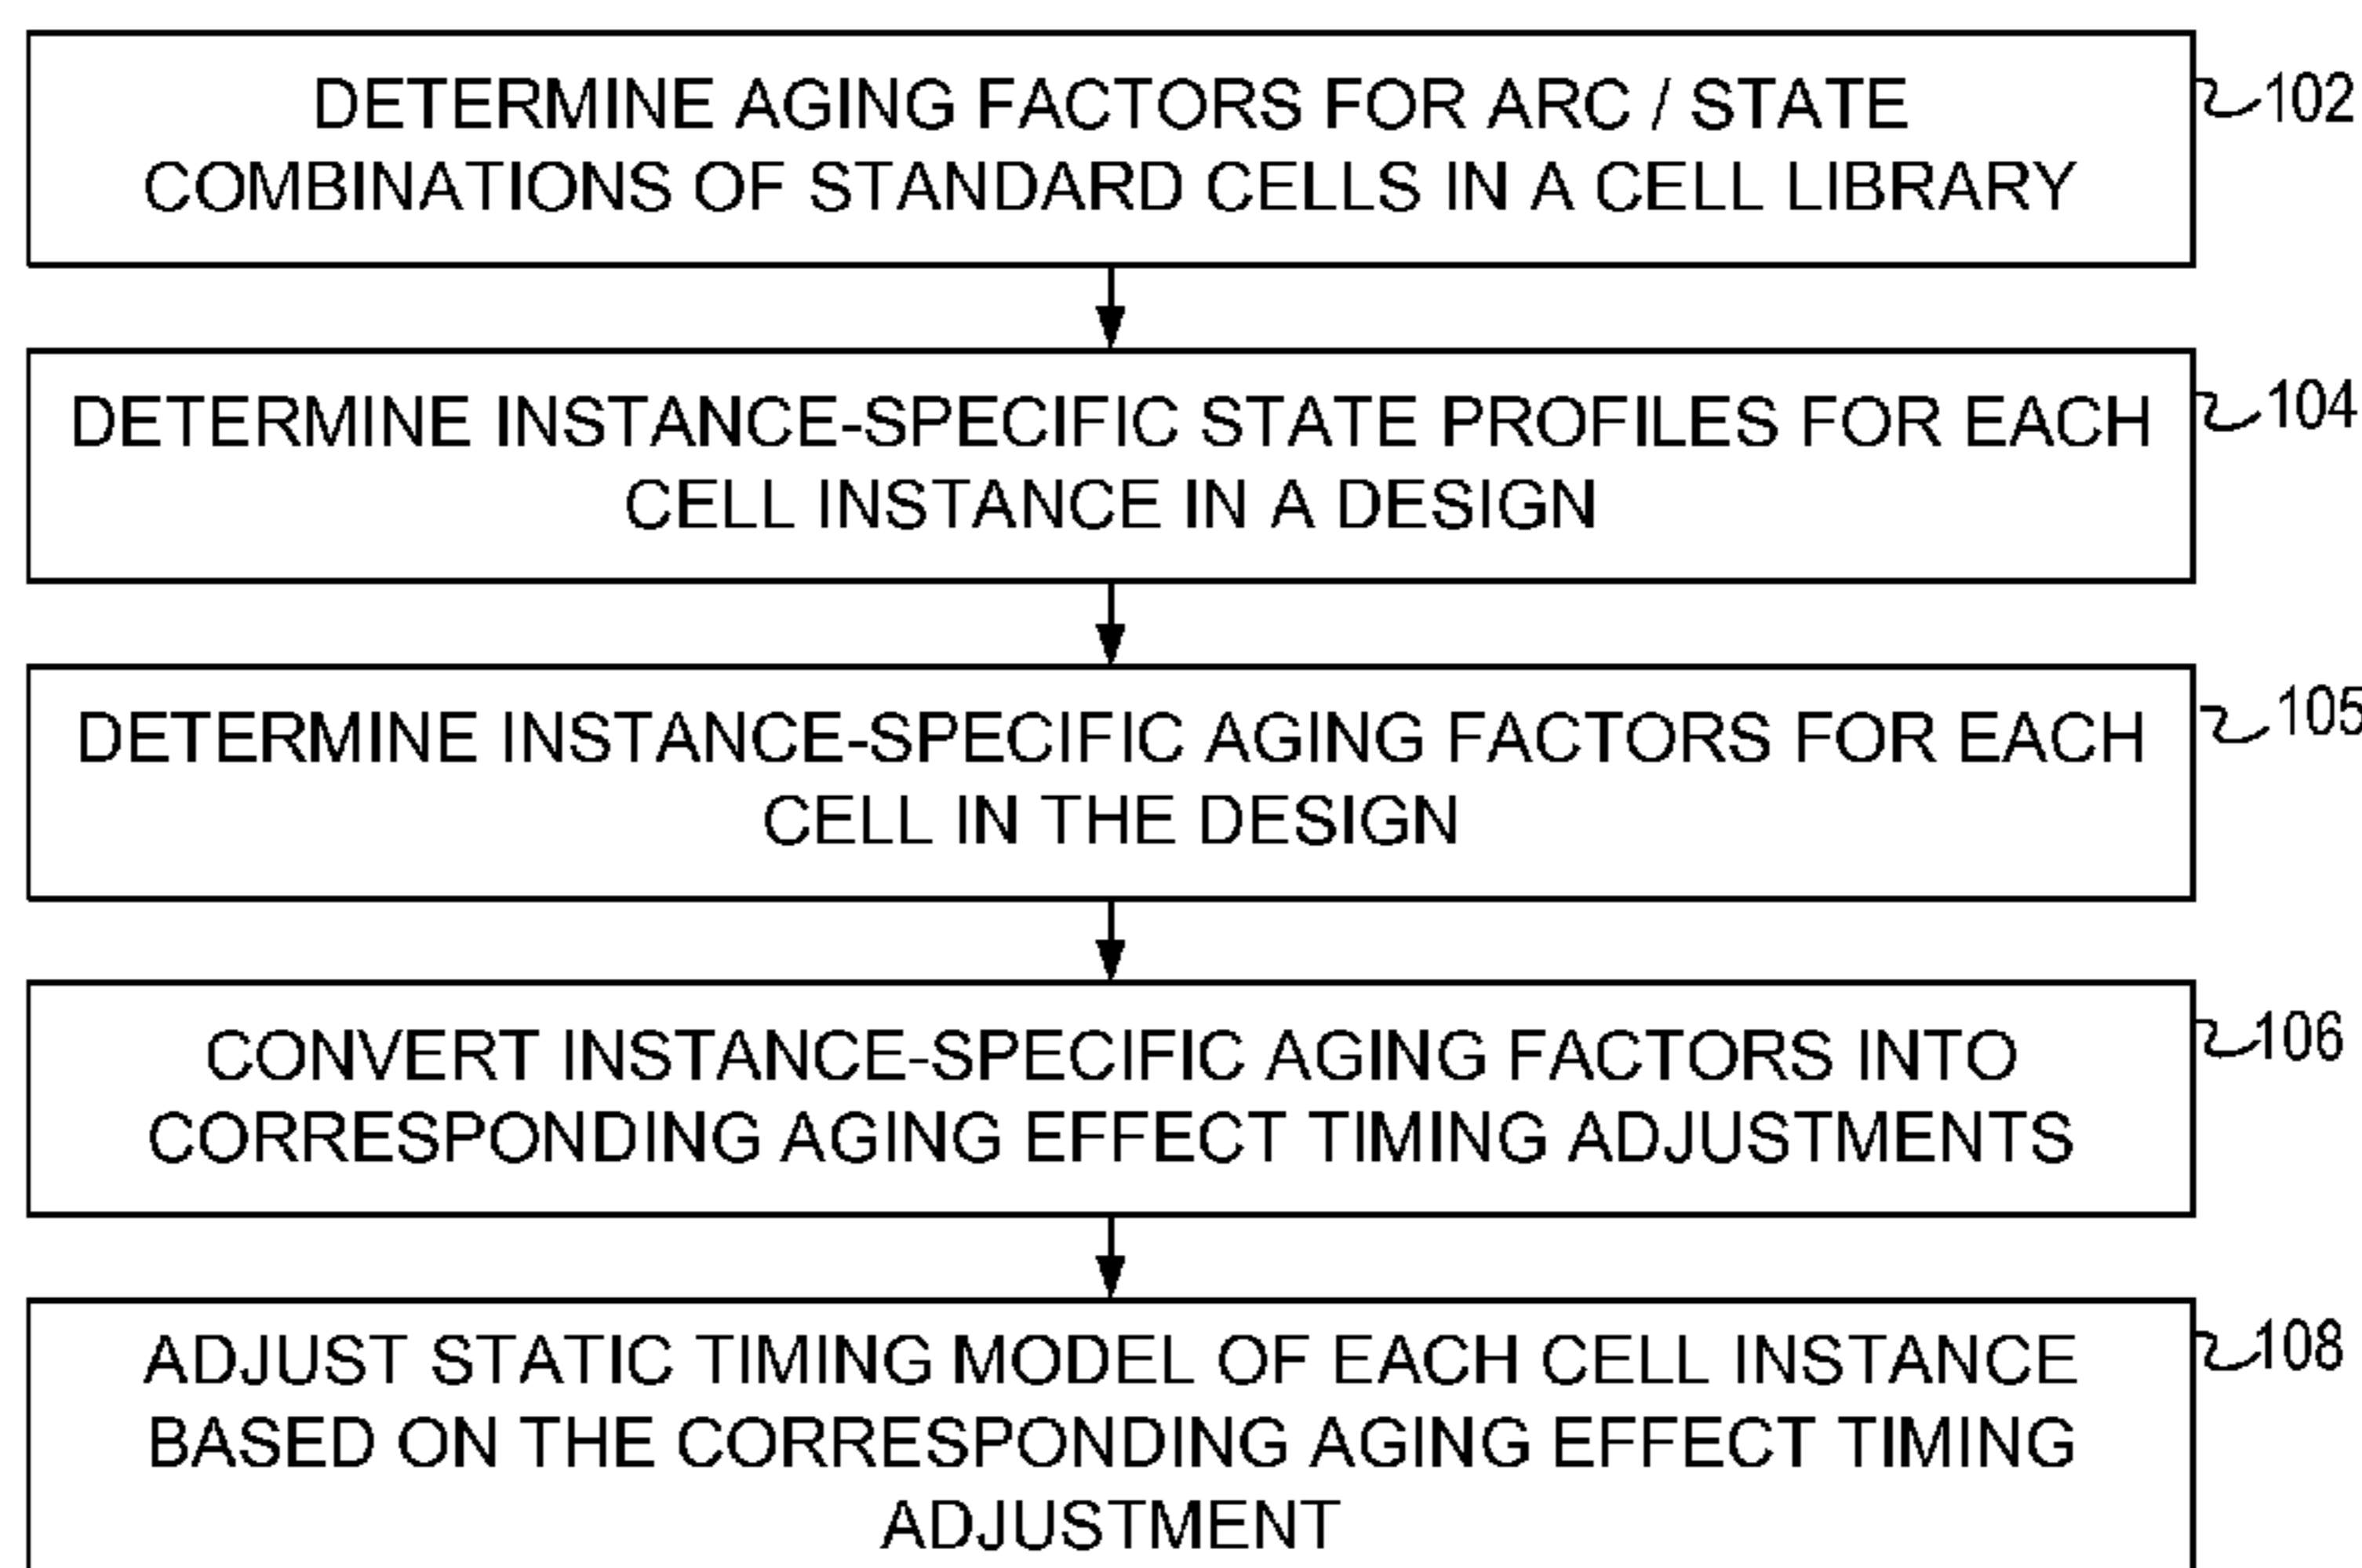 DETERMINE AGING FACTORS FOR ARC / STATE
COMBINATIONS OF STANDARD CELLS IN A CELL LIBRARY
102
DETERMINE INSTANCE-SPECIFIC STATE PROFILES FOR EACH
CELL INSTANCE IN A DESIGN
104
DETERMINE INSTANCE-SPECIFIC AGING FACTORS FOR EACH
CELL IN THE DESIGN
105
CONVERT INSTANCE-SPECIFIC AGING FACTORS INTO
CORRESPONDING AGING EFFECT TIMING ADJUSTMENTS
106
ADJUST STATIC TIMING MODEL OF EACH CELL INSTANCE
BASED ON THE CORRESPONDING AGING EFFECT TIMING
ADJUSTMENT
108